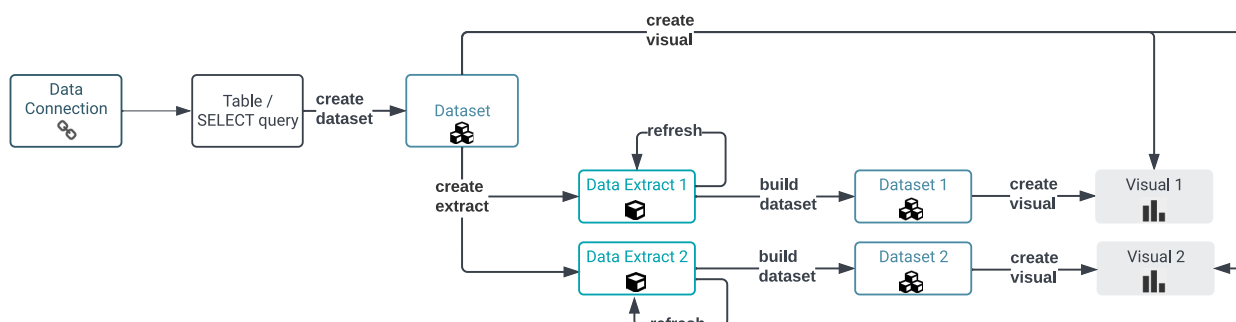 create
visual
Data
Connection
Table /
SELECT query
create
dataset
Dataset
refresh
create
extract
Data Extract 1
build
dataset
Dataset 1
create
visual
Visual 1
Data Extract 2
build
dataset
Dataset 2
create
visual
Visual 2
refresh